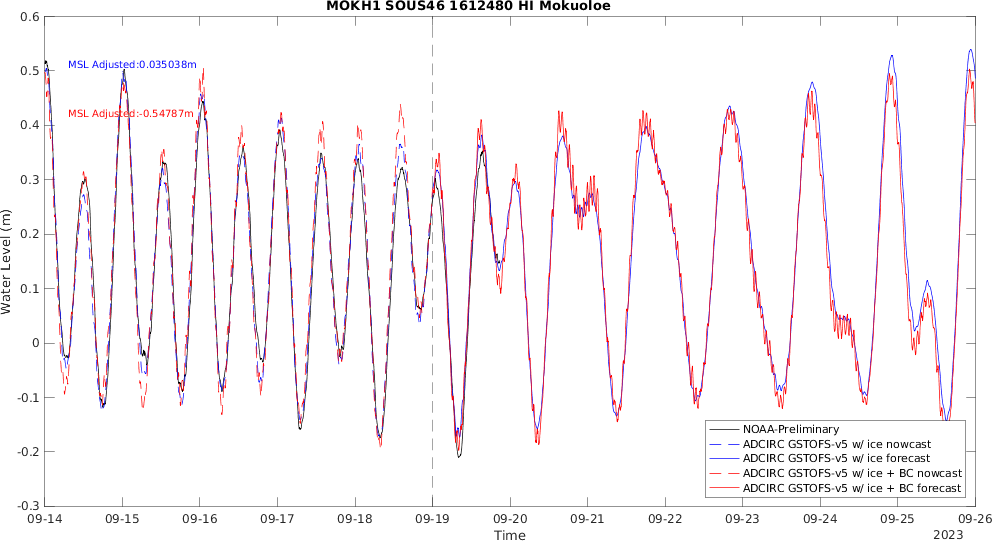 MOKH1 SOUS46 1612480 HI Mokuoloe
0.6
0.5
0.4
0.3
0.2
0.1
0
-0.1
-0.2
-0.3
Water Level (m)
MSL Adjusted:0.035038m
MSL Adjusted:-0.54787m
NOAA-Preliminary
ADCIRC GSTOFS-v5 w/ ice nowcast
ADCIRC GSTOFS-v5 w/ ice forecast
ADCIRC GSTOFS-v5 w/ ice + BC nowcast
ADCIRC GSTOFS-v5 w/ ice + BC forecast
09-14 09-15 09-16 09-17 09-18 09-19 09-20 09-21 09-22 09-23 09-24 09-25 09-26
Time
2023